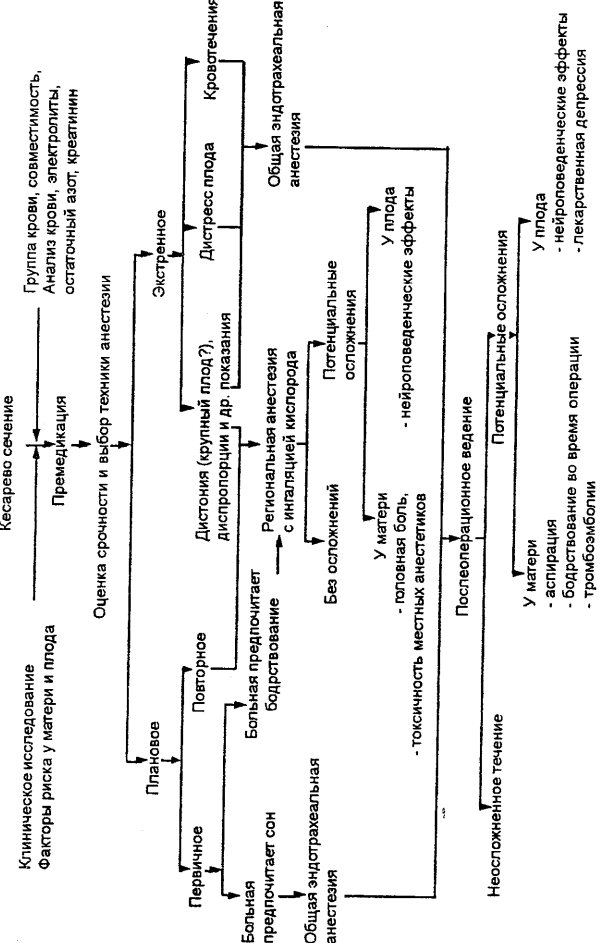 Кесарево сечение
Клиническое исследование
Факторы риска у матери и плода
Группа крови, совместимость,
Анализ крови, электролиты,
остаточный азот, креатинин
Премедикация
Оценка срочности и выбор техники анестезии
Плановое
Экстренное
Первичное
Повторное
Дистония (крупный плод?),
диспропорции и др. показания
Дистресс плода
Кровотечения
Больная
предпочитает сон
Больная предпочитает
бодрствование
Региональная анестезия
с ингаляцией кислорода
Общая эндотрахеальная
анестезия
Общая эндотрахеальная
анестезия
Без осложнений
Потенциальные
осложнения
У матери
- головная боль,
- токсичность местных анестетиков
У плода
- нейроповеденческие эффекты
Послеоперационное ведение
Неосложненное течение
Потенциальные осложнения
У матери
- аспирация
- бодрствование во время операции
- тромбоэмболии
У плода
- нейроповеденческие эффекты
- лекарственная депрессия